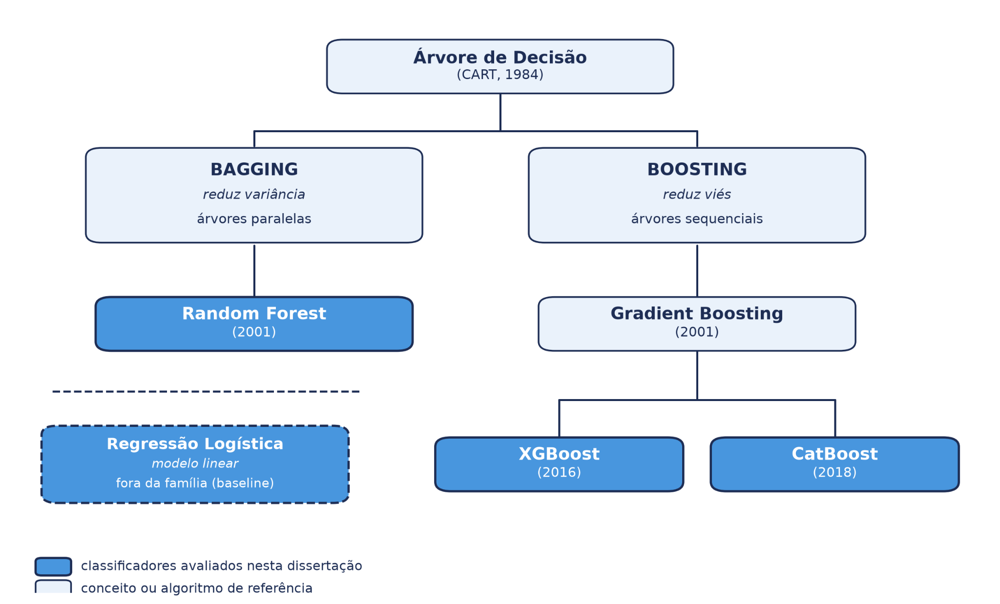 Árvore de Decisão
(CART, 1984)
BAGGING
reduz variância
árvores paralelas
BOOSTING
reduz viés
árvores sequenciais
Random Forest
(2001)
Gradient Boosting
(2001)
Regressão Logística
modelo linear
fora da família (baseline)
XGBoost
(2016)
CatBoost
(2018)
classificadores avaliados nesta dissertação
conceito ou algoritmo de referência